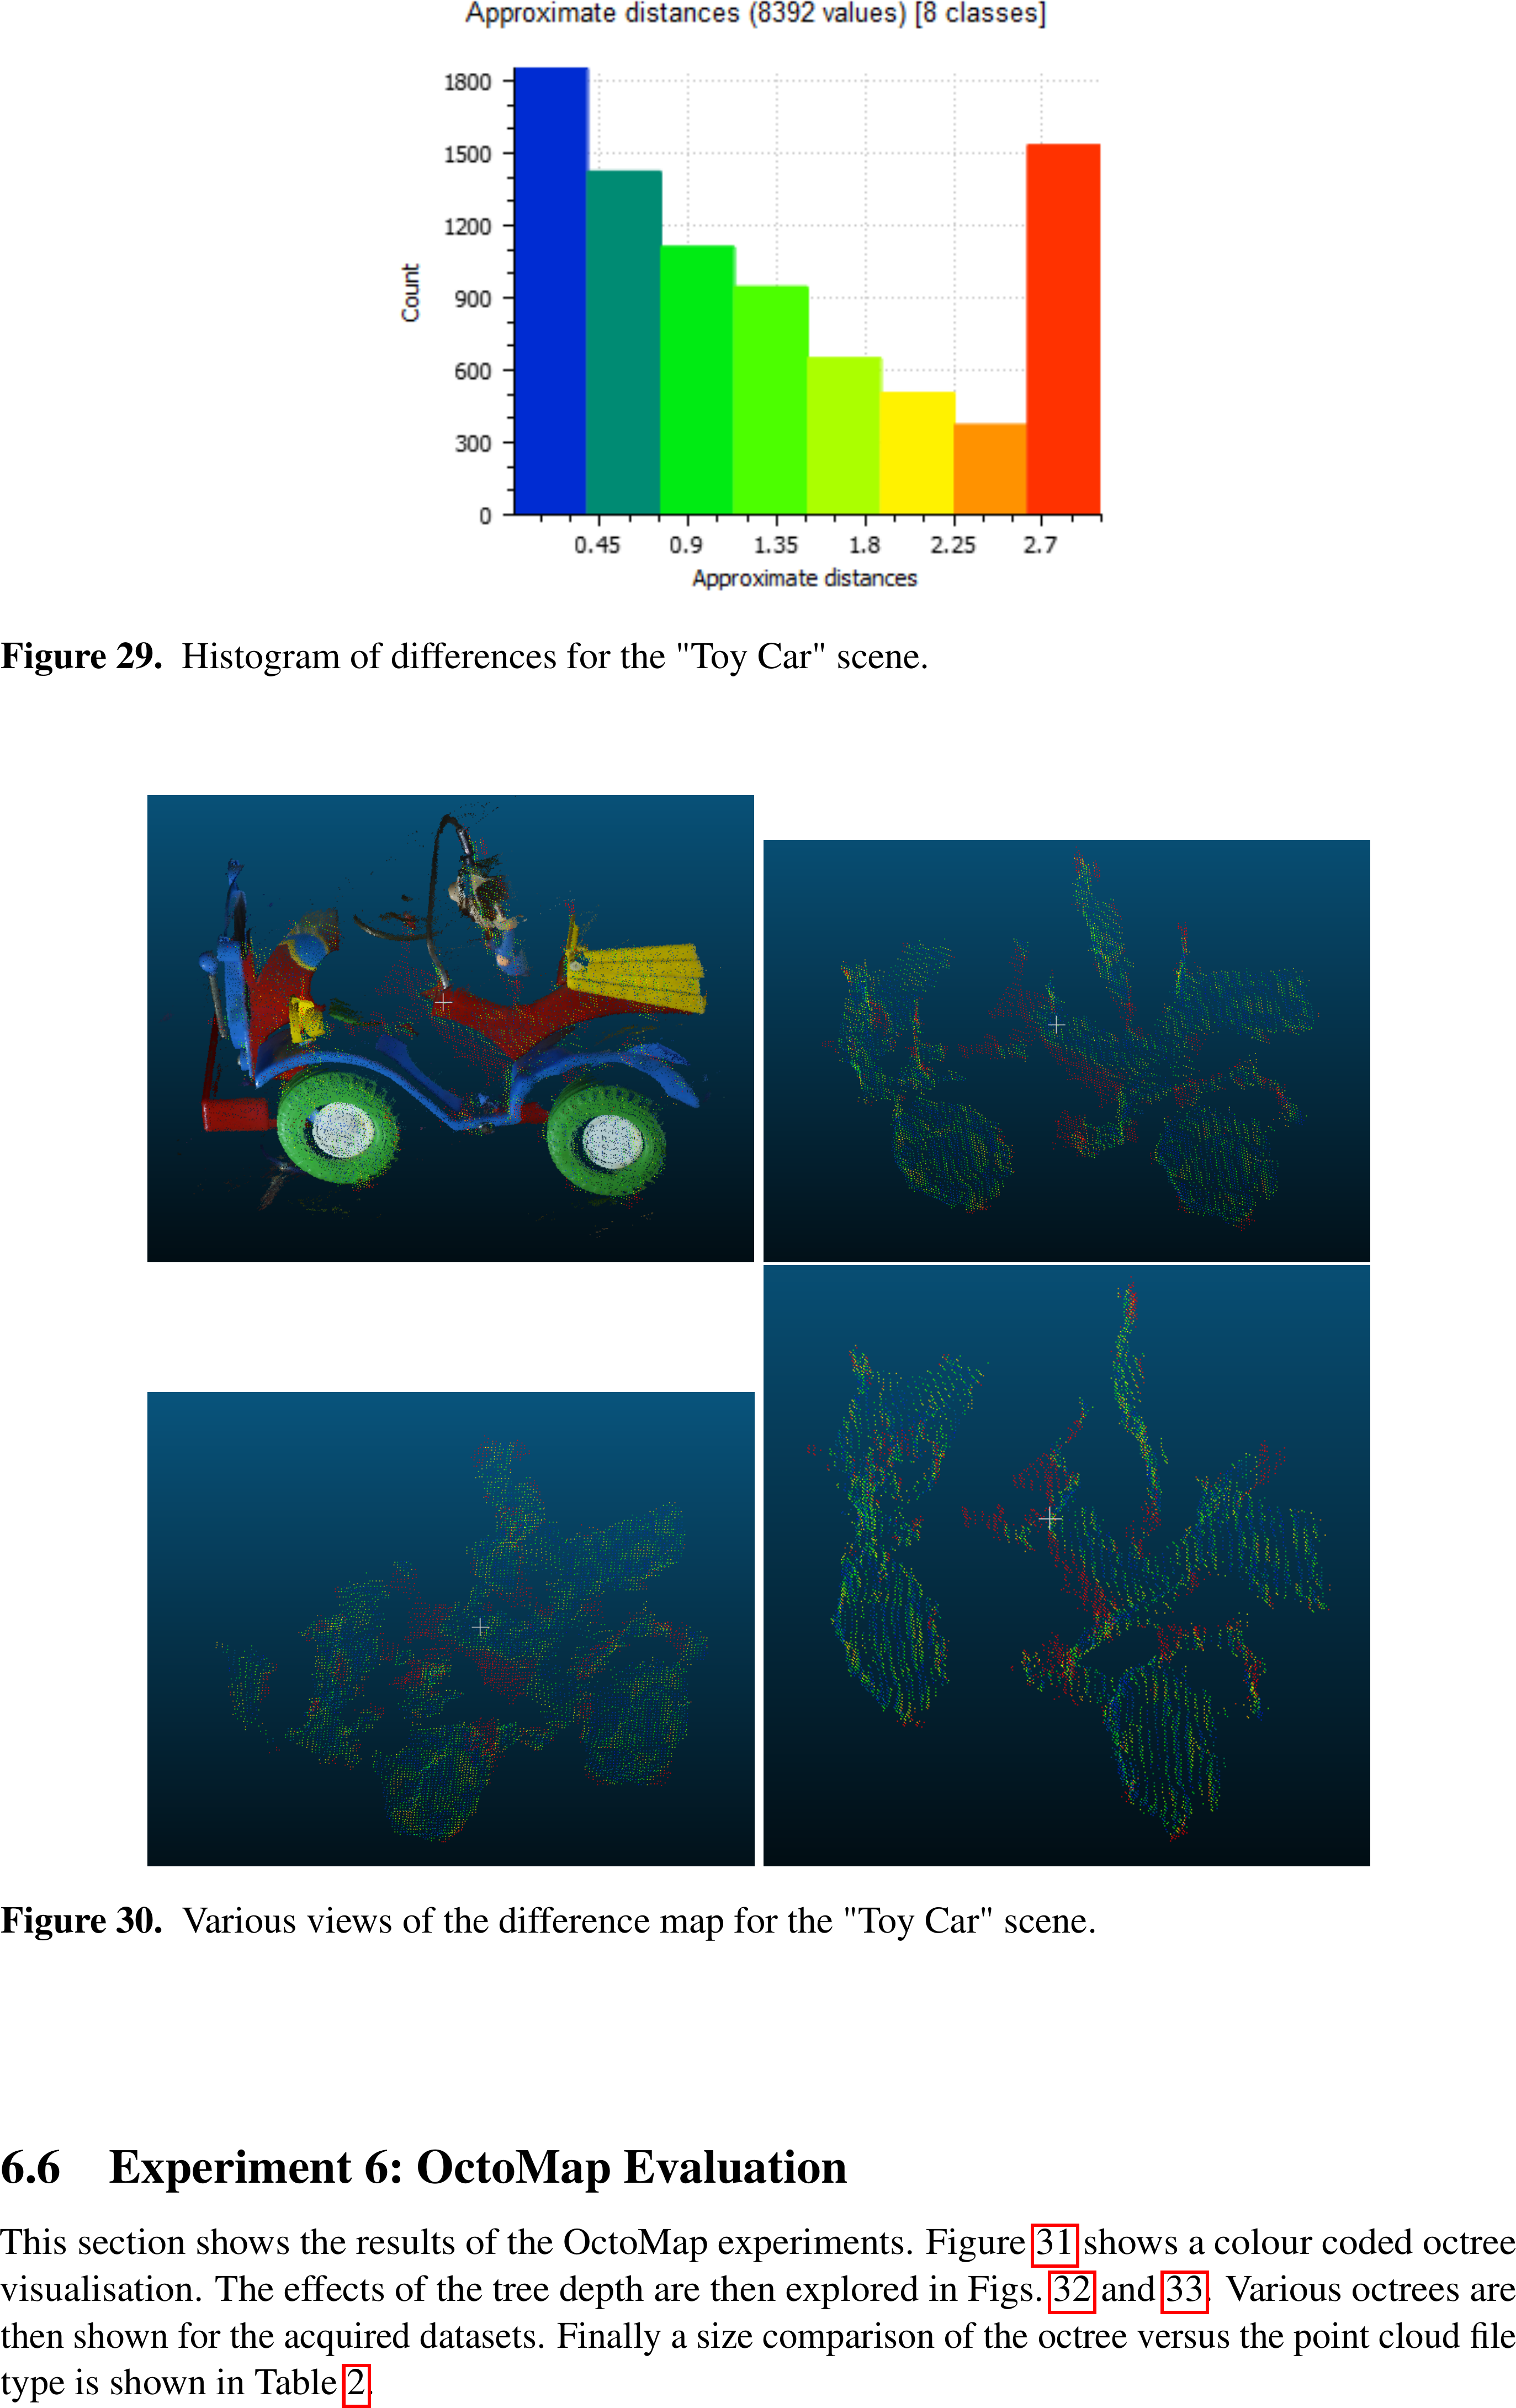 Approximate distances (8392 values) [8 classes]
1800
1500
1200
900
600
300
0
Count
0.45 0.9 1.35 1.8 2.25 2.7
Approximate distances
Figure 29. Histogram of differences for the "Toy Car" scene.
Figure 30. Various views of the difference map for the "Toy Car" scene.
6.6 Experiment 6: OctoMap Evaluation
This section shows the results of the OctoMap experiments. Figure 31 shows a colour coded octree
visualisation. The effects of the tree depth are then explored in Figs. 32 and 33. Various octrees are
then shown for the acquired datasets. Finally a size comparison of the octree versus the point cloud file
type is shown in Table 2.